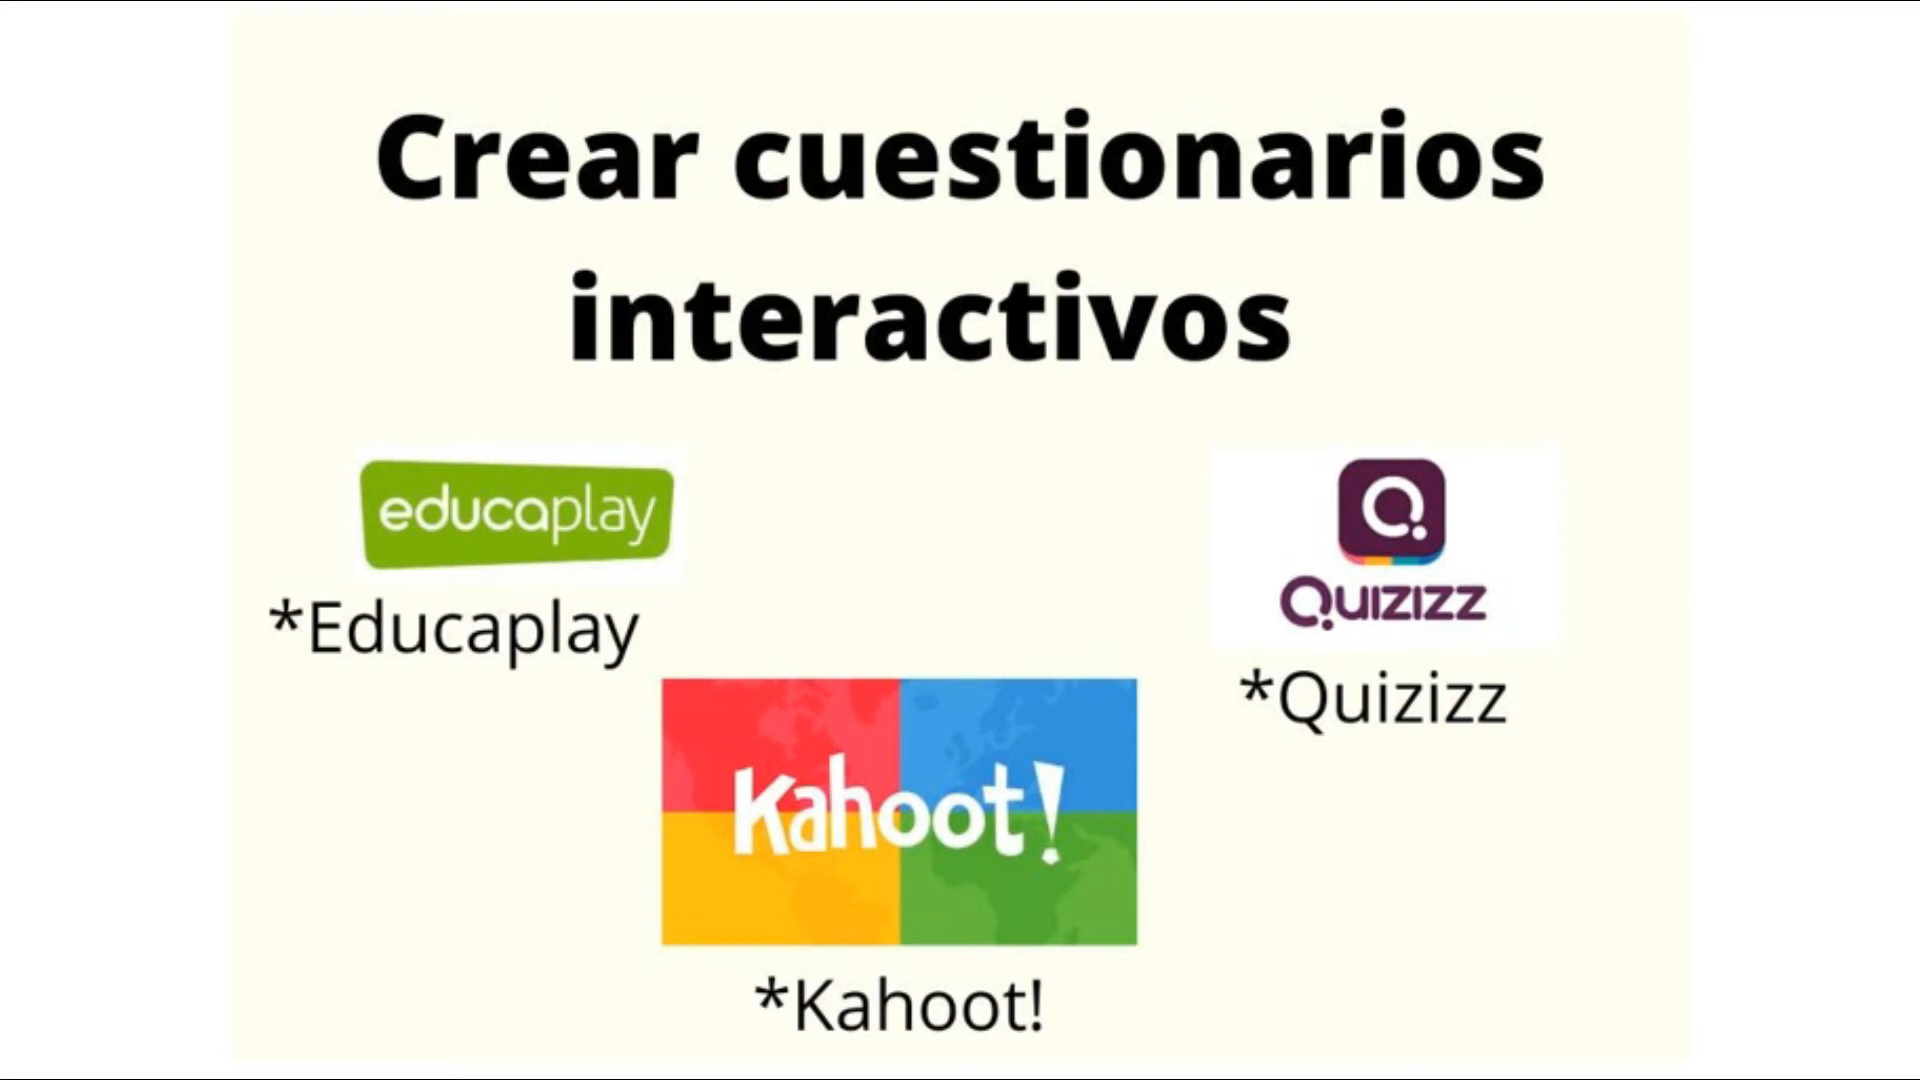 Crear cuestionarios
interactivos
educaplay
*Educaplay
Quizizz
*Quizizz
Kahoot!
*Kahoot!